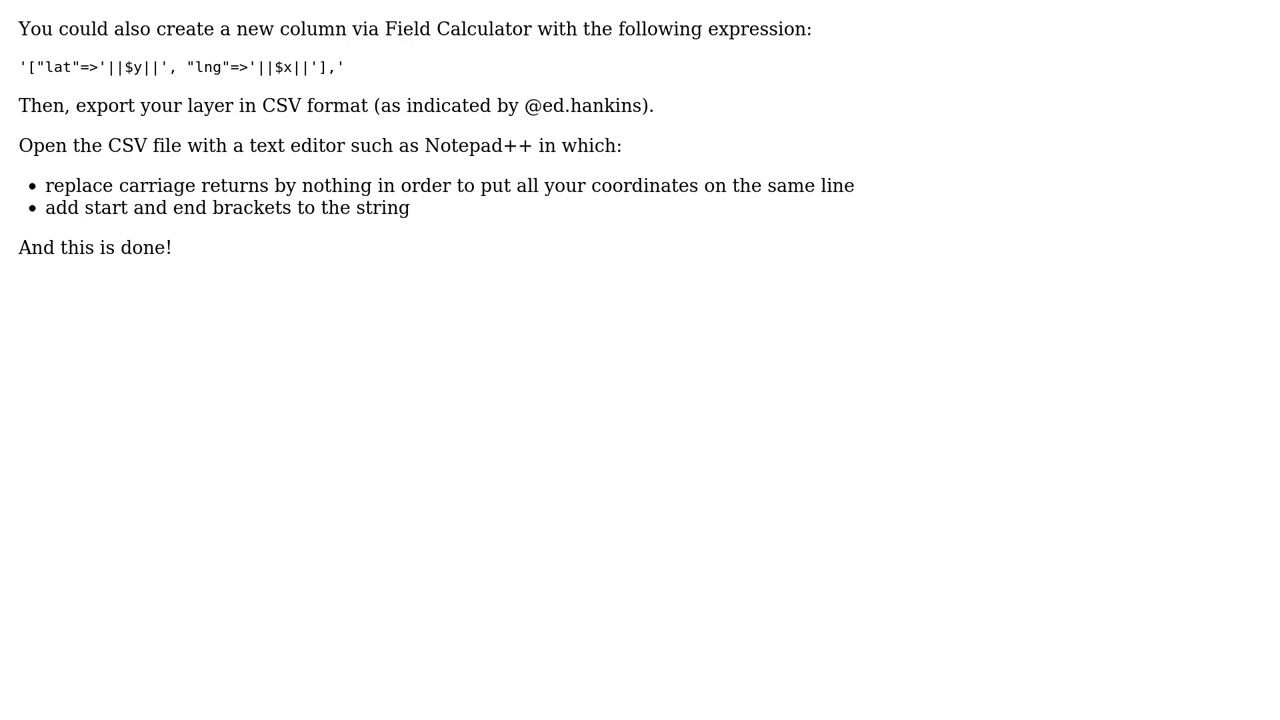 You could also create a new column via Field Calculator with the following expression:
'["lat"=>'||$y||', "lng"=>'||$x||'],'
Then, export your layer in CSV format (as indicated by @ed.hankins).
Open the CSV file with a text editor such as Notepad++ in which:
• replace carriage returns by nothing in order to put all your coordinates on the same line
• add start and end brackets to the string
And this is done!